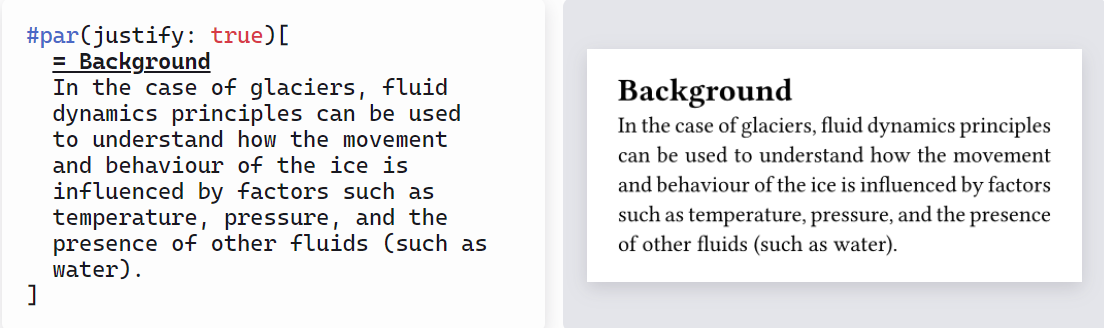 #par(justify: true)[
= Background
In the case of glaciers, fluid
dynamics principles can be used
to understand how the movement
and behaviour of the ice is
influenced by factors such as
temperature, pressure, and the
presence of other fluids (such as
water).
]
Background
In the case of glaciers, fluid dynamics principles
can be used to understand how the movement
and behaviour of the ice is influenced by factors
such as temperature, pressure, and the presence
of other fluids (such as water).